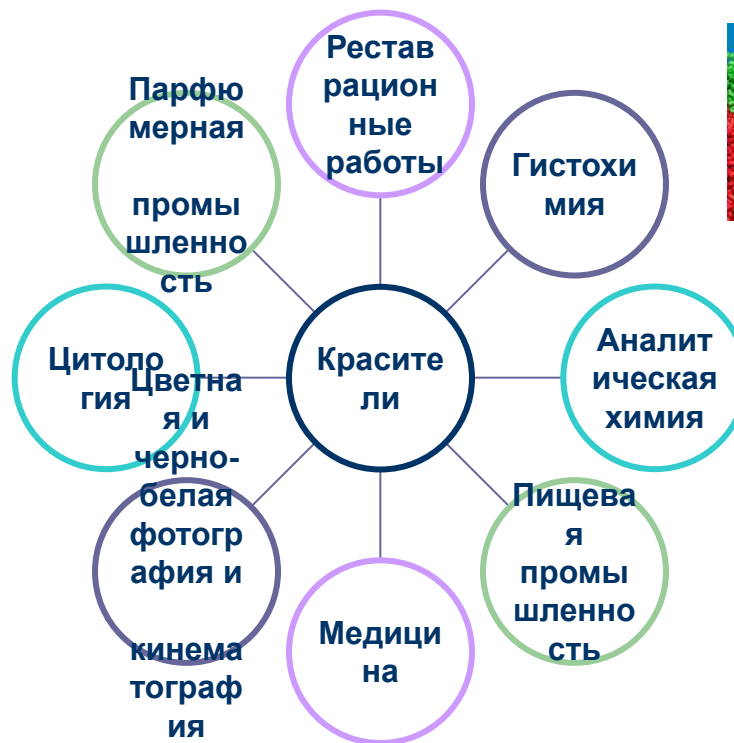 Рестав
рацион
ные
работы
Гистохи
мия
Аналит
ическая
химия
Пищева
я
промы
шленно
сть
Медици
на
Цветна
я и
черно-
белая
фотогр
афия и
кинема
тограф
ия
Цитоло
гия
Парфю
мерная
промы
шленно
сть
Красите
ли